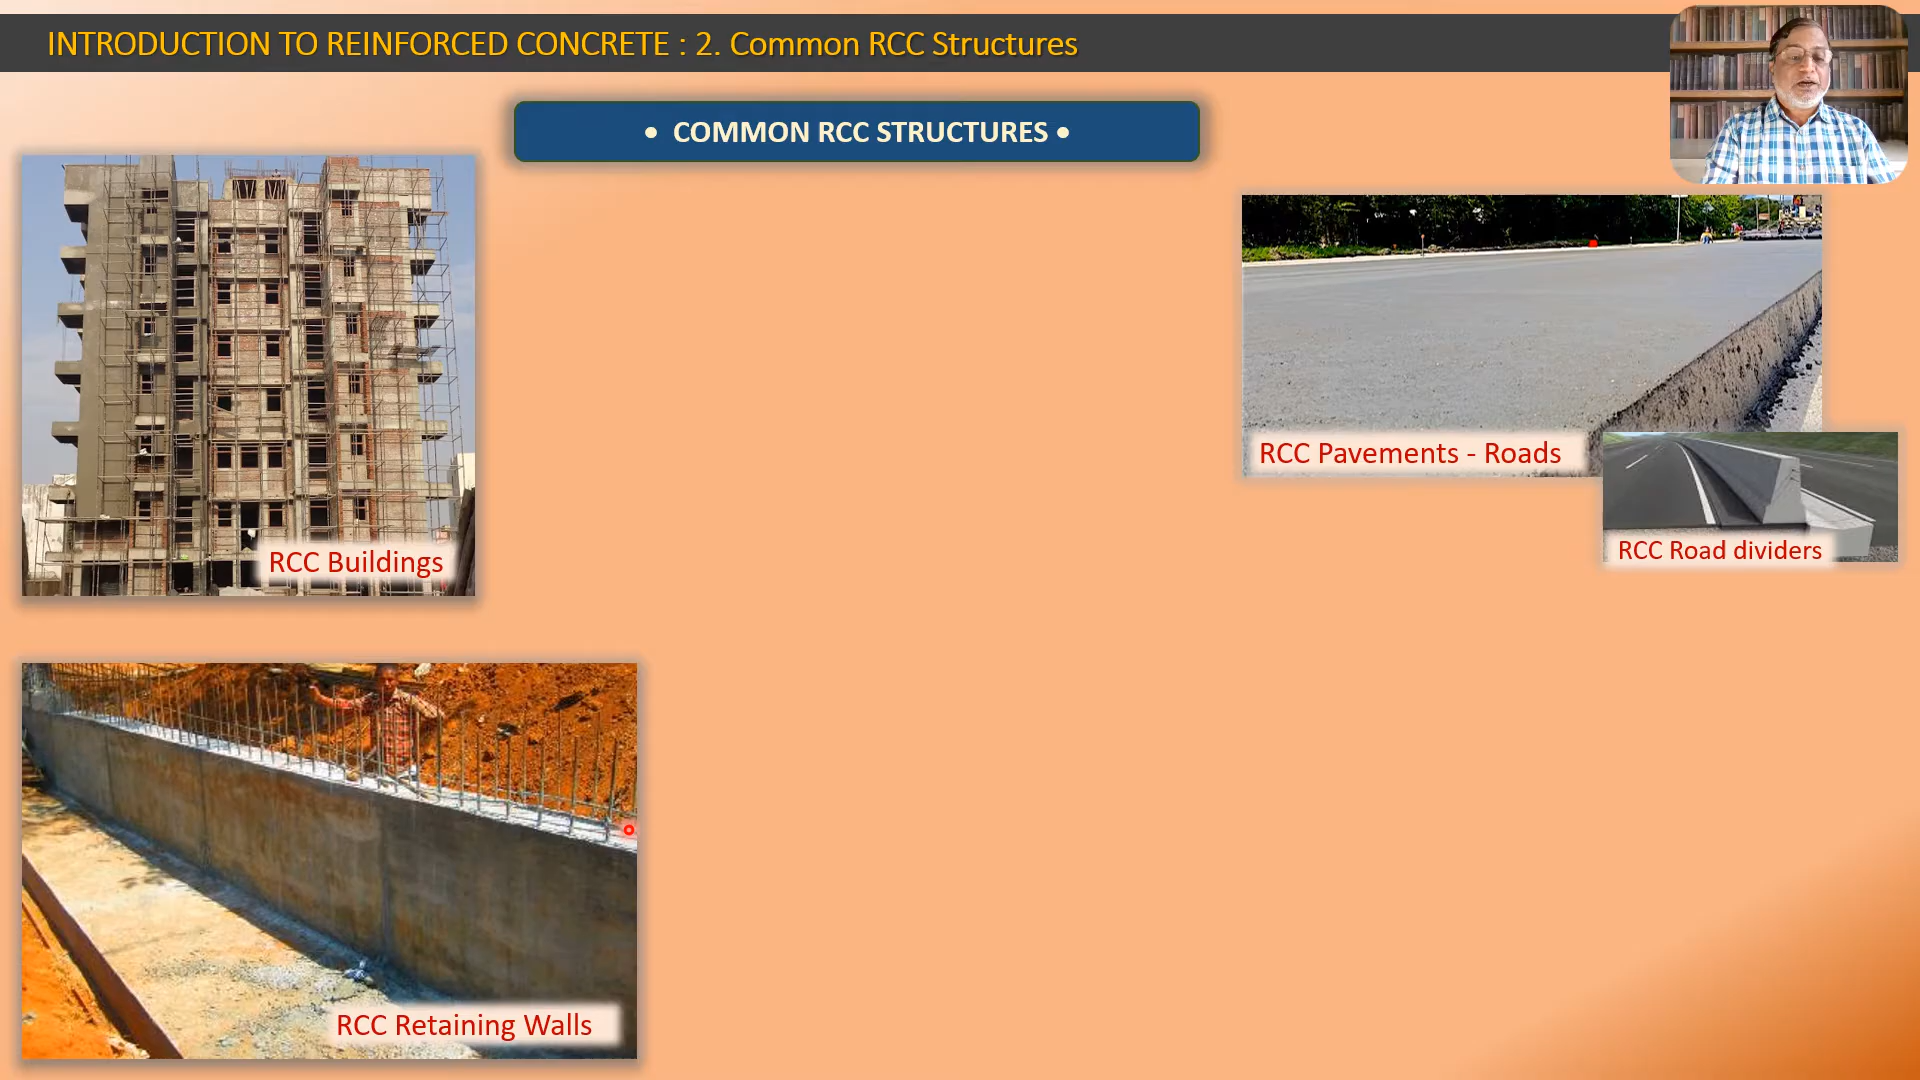 INTRODUCTION TO REINFORCED CONCRETE : 2. Common RCC Structures
• COMMON RCC STRUCTURES •
RCC Buildings
RCC Pavements - Roads
RCC Road dividers
RCC Retaining Walls